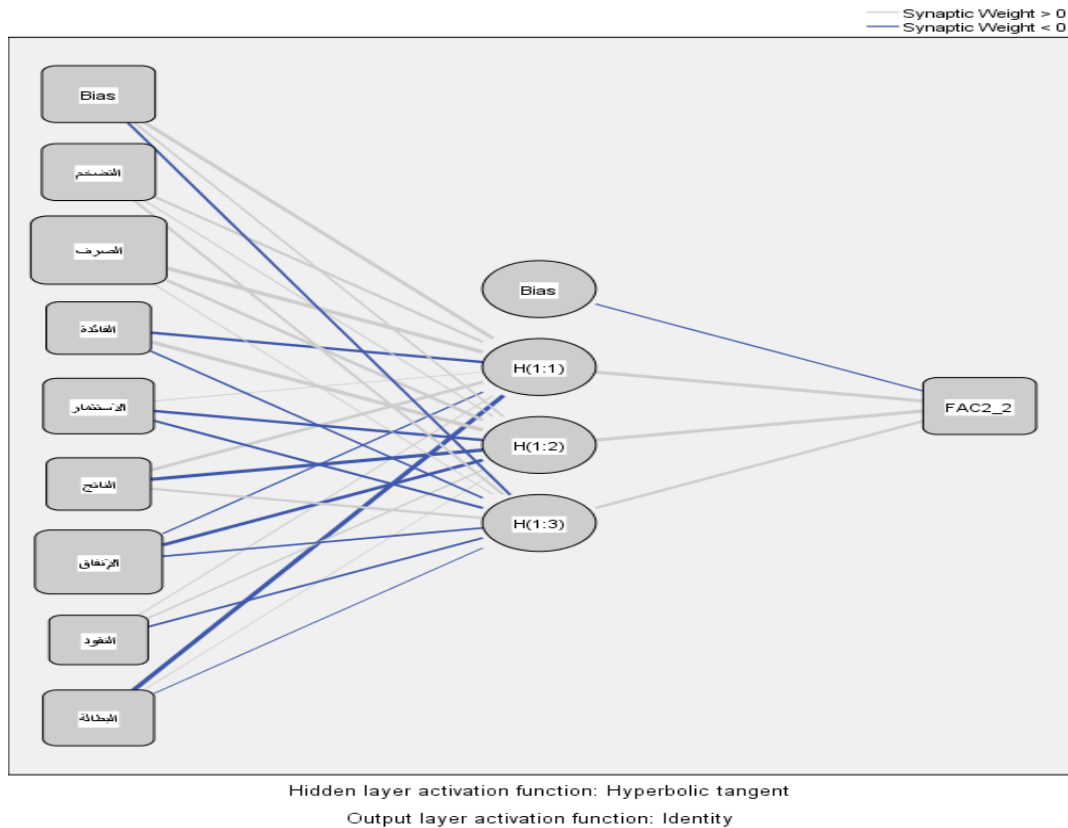 Synaptic Weight > 0
Synaptic Weight < 0
Bias
التضخم
الصرف
الفائدة
الاستثمار
الناتج
الإنفاق
النقود
البطالة
Bias
H(1:1)
H(1:2)
H(1:3)
FAC2_2
Hidden layer activation function: Hyperbolic tangent
Output layer activation function: Identity